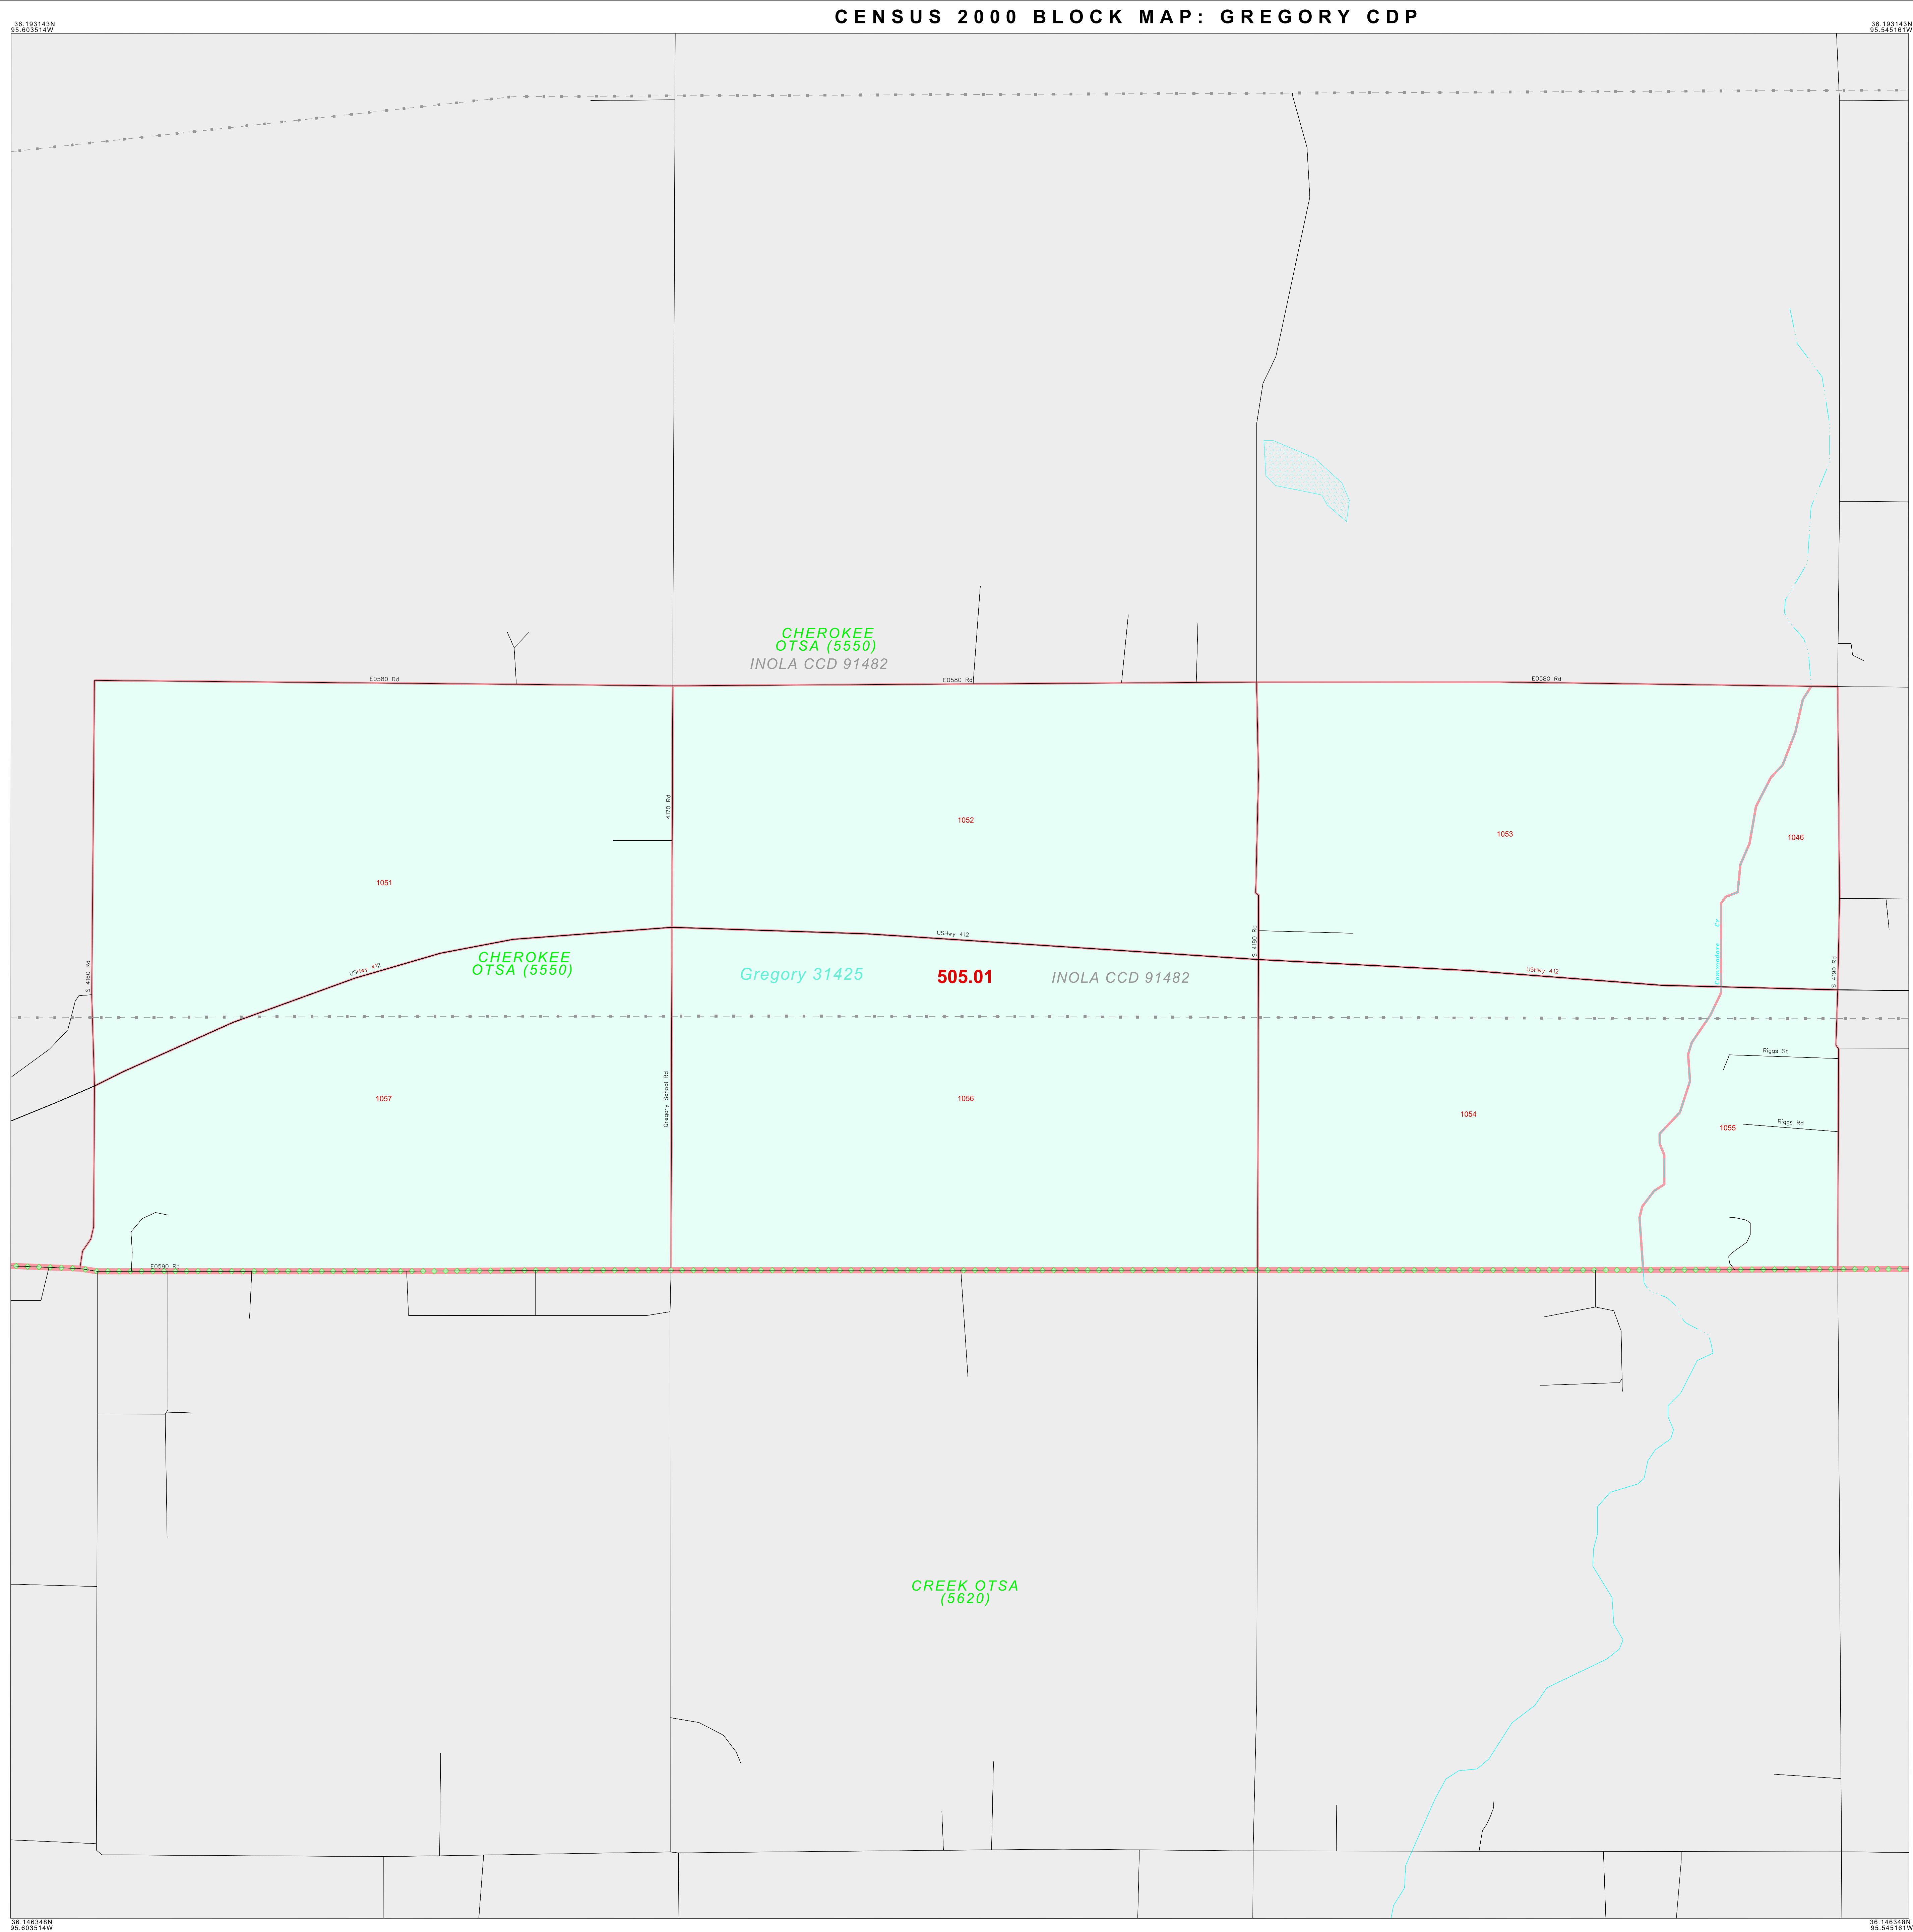 CENSUS 2000 BLOCK MAP: GREGORY CDP
36.193143N
95.603514W
36.193143N
95.545161W
CHEROKEE
OTSA (5550)
INOLA CCD 91482
E0580 Rd
E0580 Rd
E0580 Rd
4170 Rd
1052
1053
1046
1051
Commodore Cr
USHwy 412
S 4180 Rd
CHEROKEE
OTSA (5550)
USHwy 412
USHwy 412
S 4160 Rd
S 4190 Rd
Gregory 31425
505.01
INOLA CCD 91482
Riggs St
Gregory School Rd
1057
1056
1054
1055
Riggs Rd
E0590 Rd
CREEK OTSA
(5620)
36.146348N
95.603514W
36.146348N
95.545161W